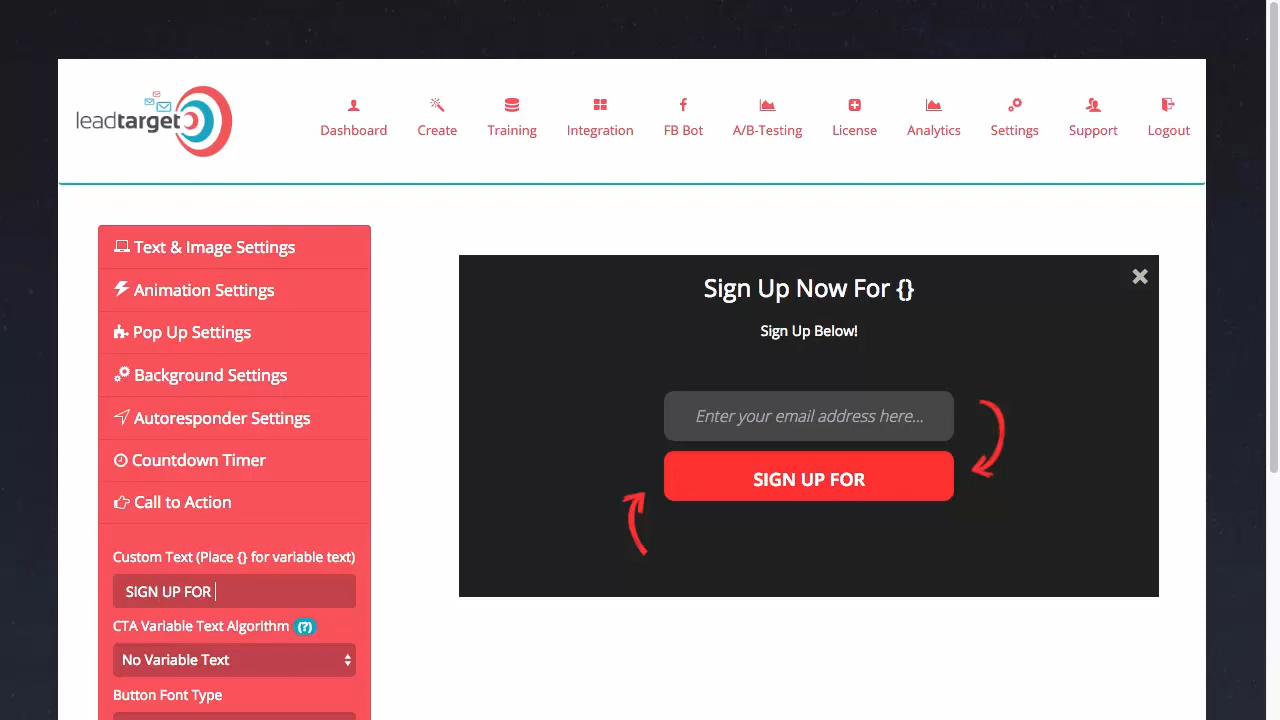 leadtarget
Dashboard
Create
Training
Integration
FB Bot
A/B-Testing
License
Analytics
Settings
Support
Logout
Text & Image Settings
Animation Settings
Pop Up Settings
Background Settings
Autoresponder Settings
Countdown Timer
Call to Action
Custom Text (Place {} for variable text)
SIGN UP FOR
CTA Variable Text Algorithm (?)
No Variable Text
Button Font Type
Sign Up Now For {}
Sign Up Below!
Enter your email address here...
SIGN UP FOR